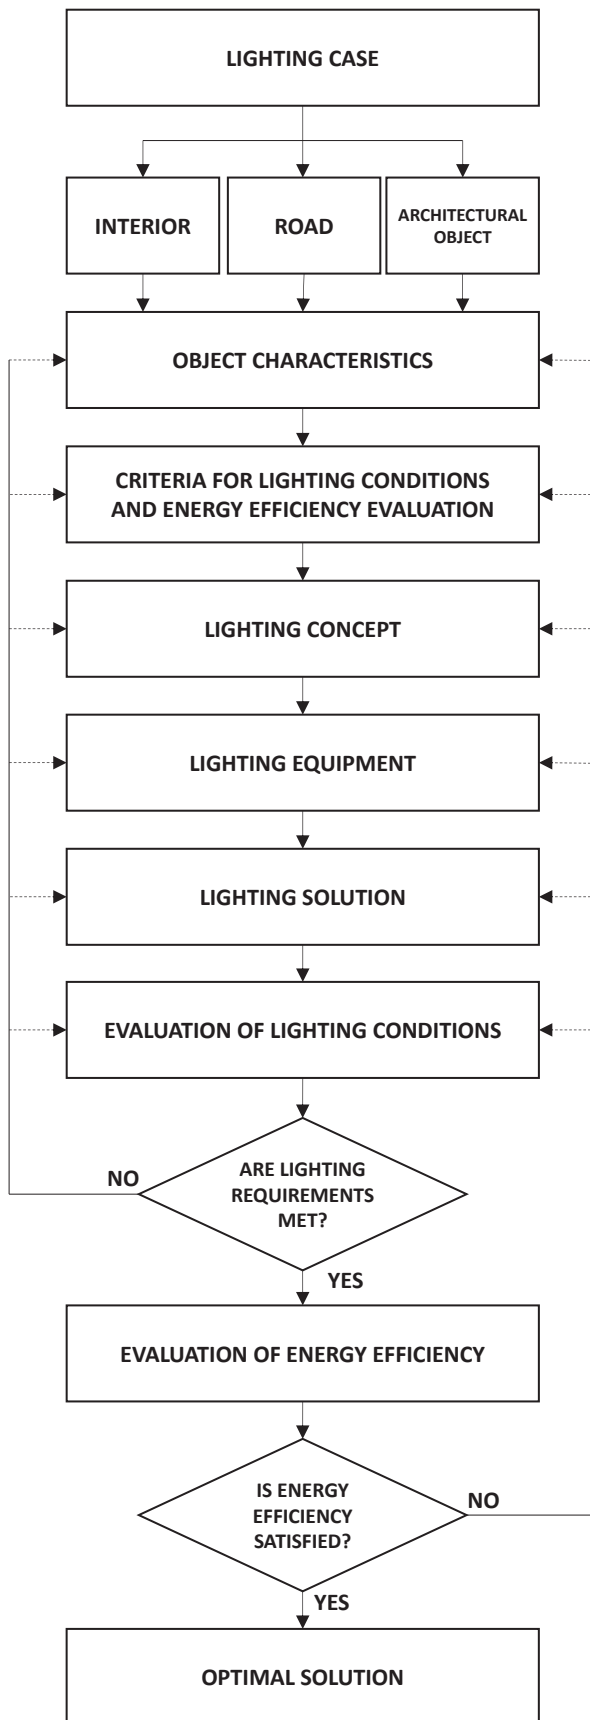 LIGHTING CASE
INTERIOR
ROAD
ARCHITECTURAL
OBJECT
OBJECT CHARACTERISTICS
CRITERIA FOR LIGHTING CONDITIONS
AND ENERGY EFFICIENCY EVALUATION
LIGHTING CONCEPT
LIGHTING EQUIPMENT
LIGHTING SOLUTION
EVALUATION OF LIGHTING CONDITIONS
NO
ARE LIGHTING
REQUIREMENTS
MET?
YES
EVALUATION OF ENERGY EFFICIENCY
IS ENERGY
EFFICIENCY
SATISFIED?
NO
YES
OPTIMAL SOLUTION